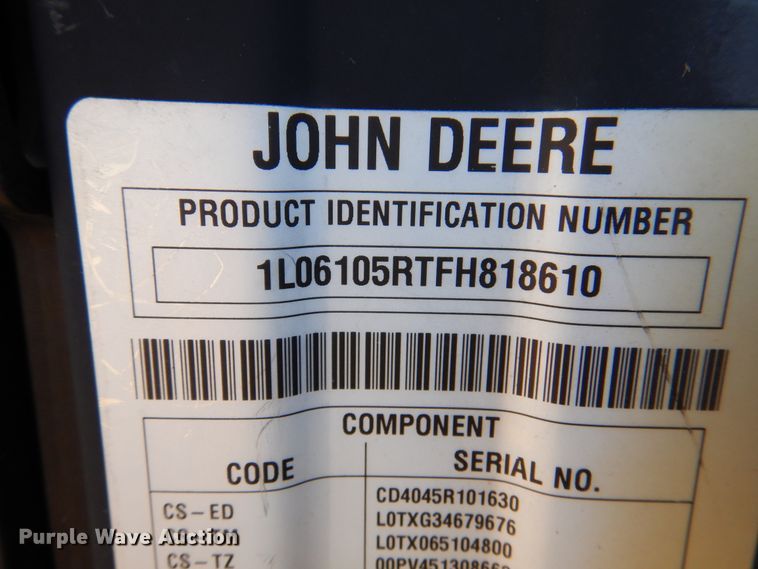 JOHN DEERE
PRODUCT IDENTIFICATION NUMBER
1L06105RTFH818610
COMPONENT
CODE SERIAL NO.
CS-ED CD4045R101630
L0TXG34679676
CS-TZ L0TX065104800
Purple Wave Auction